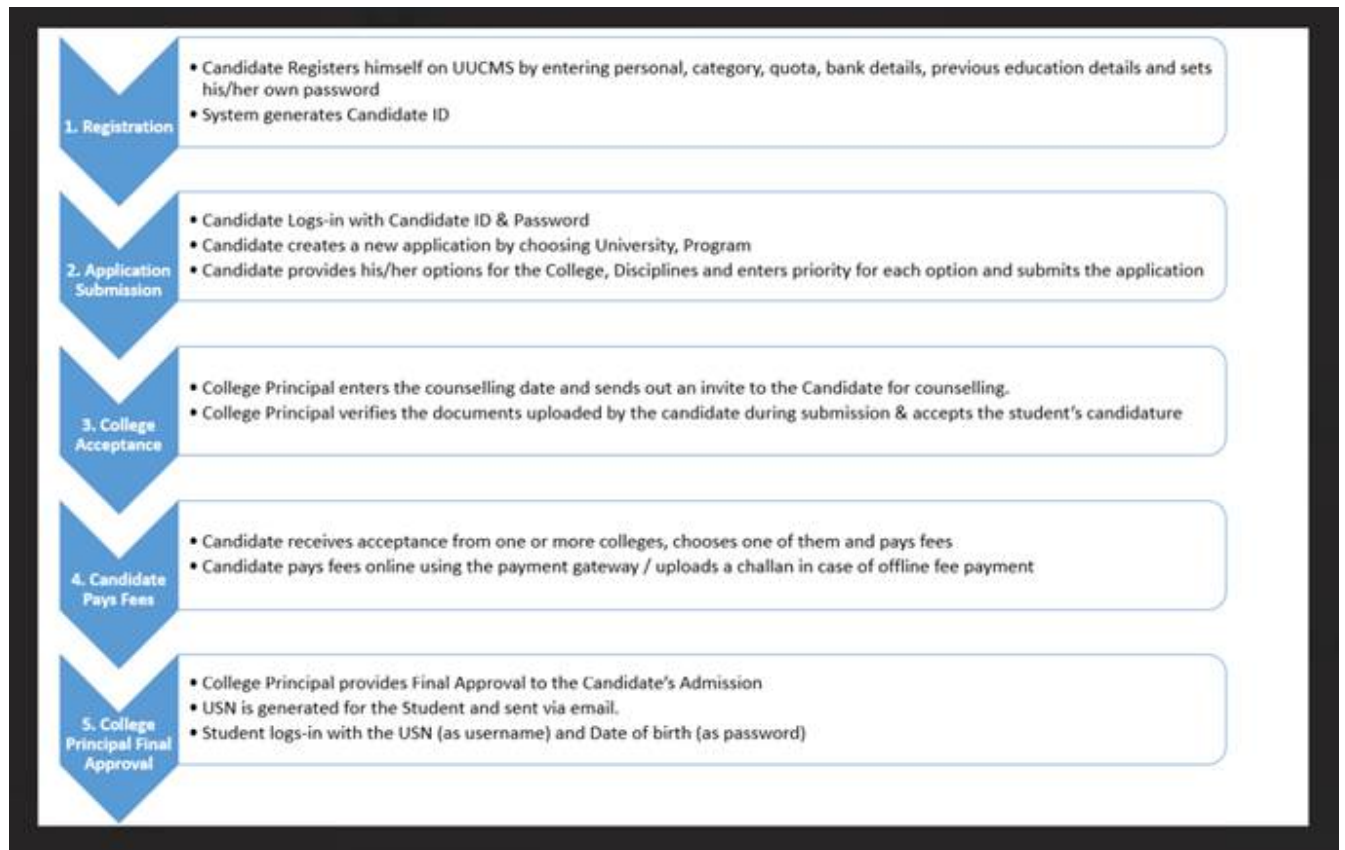 1. Registration
• Candidate Registers himself on UUCMS by entering personal, category, quota, bank details, previous education details and sets
his/her own password
• System generates Candidate ID
2. Application
Submission
• Candidate Logs-in with Candidate ID & Password
• Candidate creates a new application by choosing University, Program
• Candidate provides his/her options for the College, Disciplines and enters priority for each option and submits the application
3. College
Acceptance
• College Principal enters the counselling date and sends out an invite to the Candidate for counselling.
• College Principal verifies the documents uploaded by the candidate during submission & accepts the student's candidature
4. Candidate
Pays Fees
• Candidate receives acceptance from one or more colleges, chooses one of them and pays fees
• Candidate pays fees online using the payment gateway / uploads a challan in case of offline fee payment
5. College
Principal Final
Approval
• College Principal provides Final Approval to the Candidate's Admission
• USN is generated for the Student and sent via email.
• Student logs-in with the USN (as username) and Date of birth (as password)